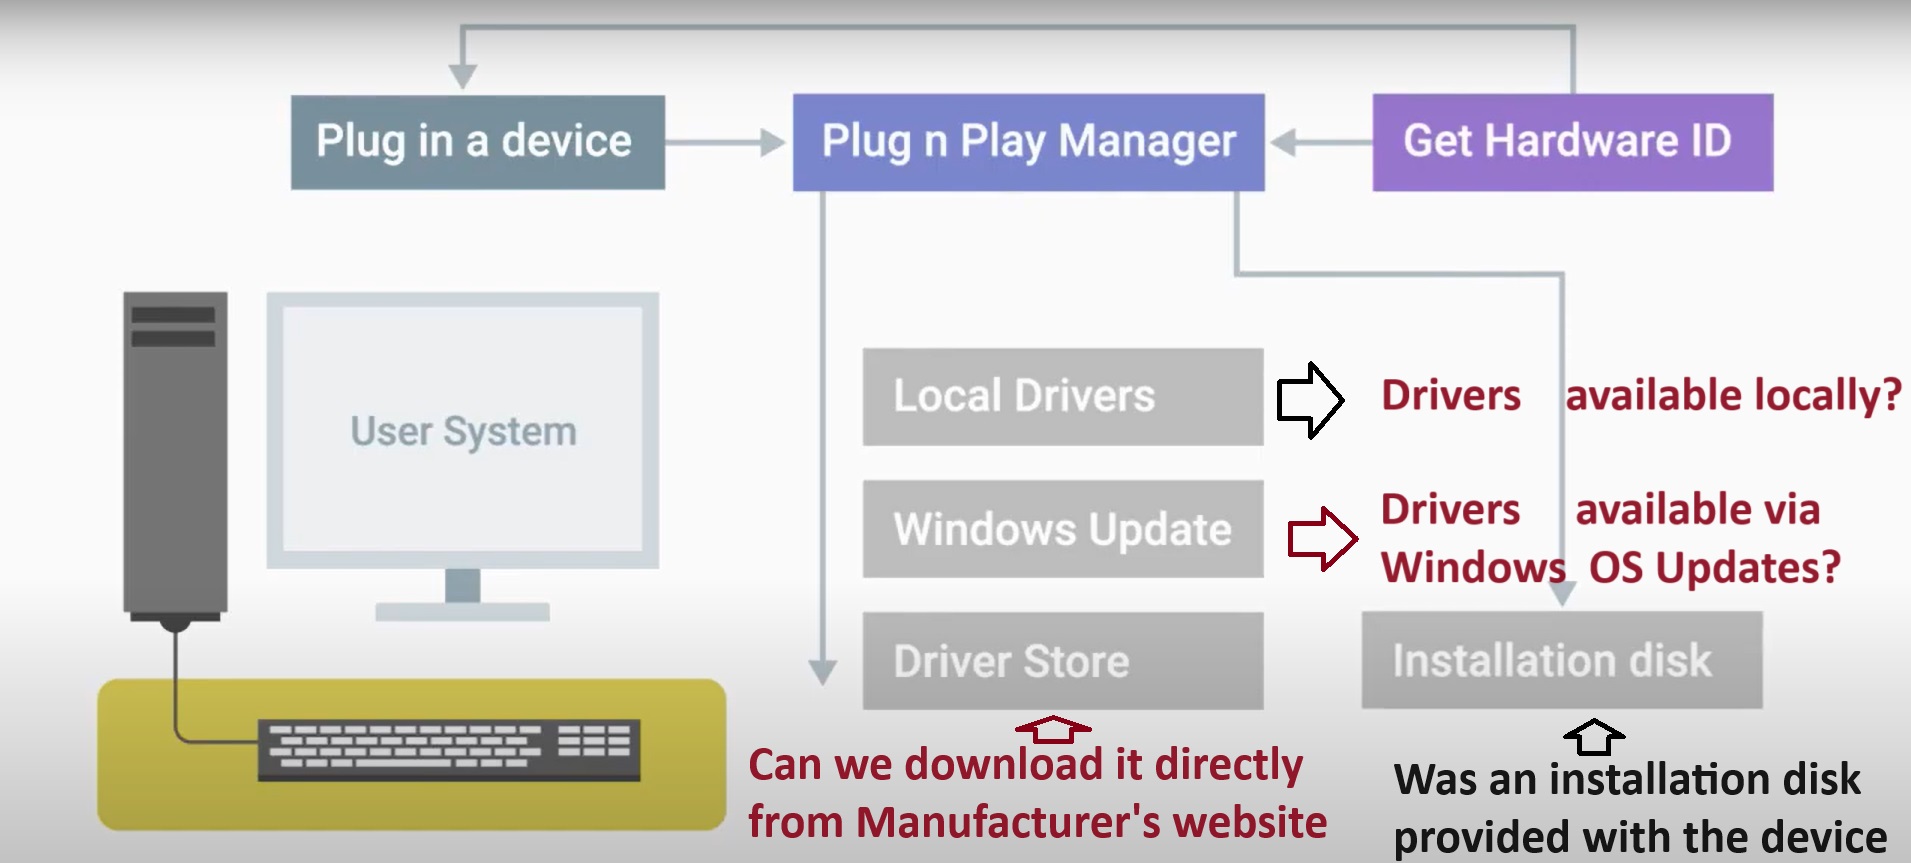 Plug in a device
Plug n Play Manager
Get Hardware ID
User System
Local Drivers
Drivers available locally?
Windows Update
Drivers available via
Windows OS Updates?
Driver Store
Installation disk
Can we download it directly
from Manufacturer's website
Was an installation disk
provided with the device